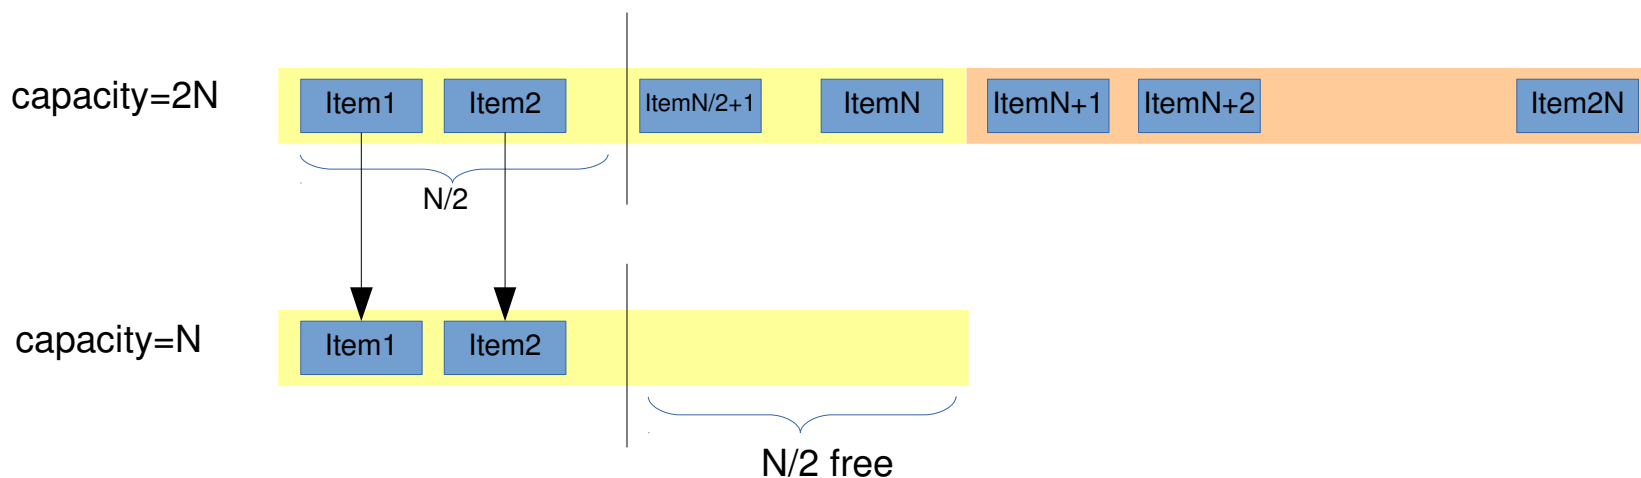 capacity=2N
Item1
Item2
ItemN/2+1
ItemN
ItemN+1
ItemN+2
Item2N
N/2
capacity=N
Item1
Item2
N/2 free